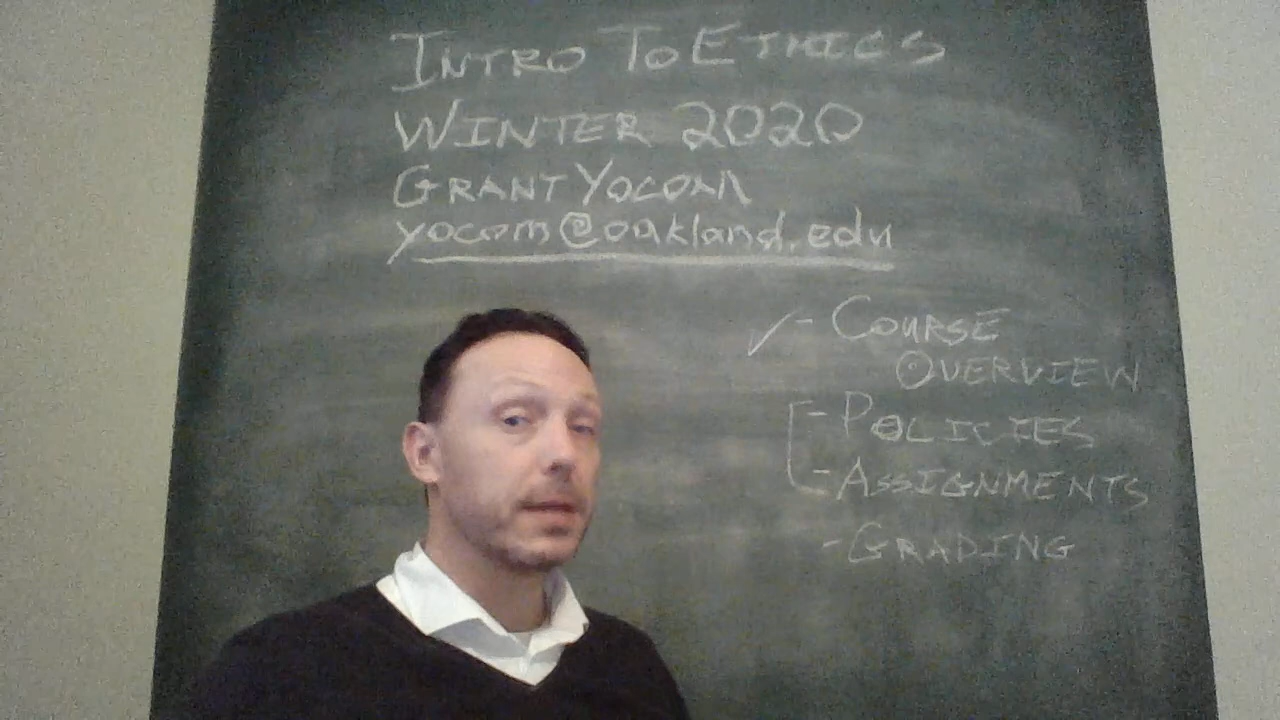 INTRO TO ETHICS
WINTER 2020
GRANT YOCOM
yocom@oakland.edu
✓- COURSE
OVERVIEW
- POLICIES
- ASSIGNMENTS
- GRADING